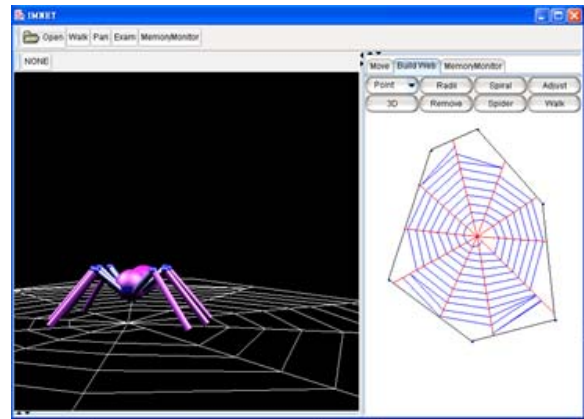 IMNET
Open Walk Pan Exam MemoryMonitor
NONE
Move Build Web MemoryMonitor
Point Radii Spiral Adjust
3D Remove Spider Walk